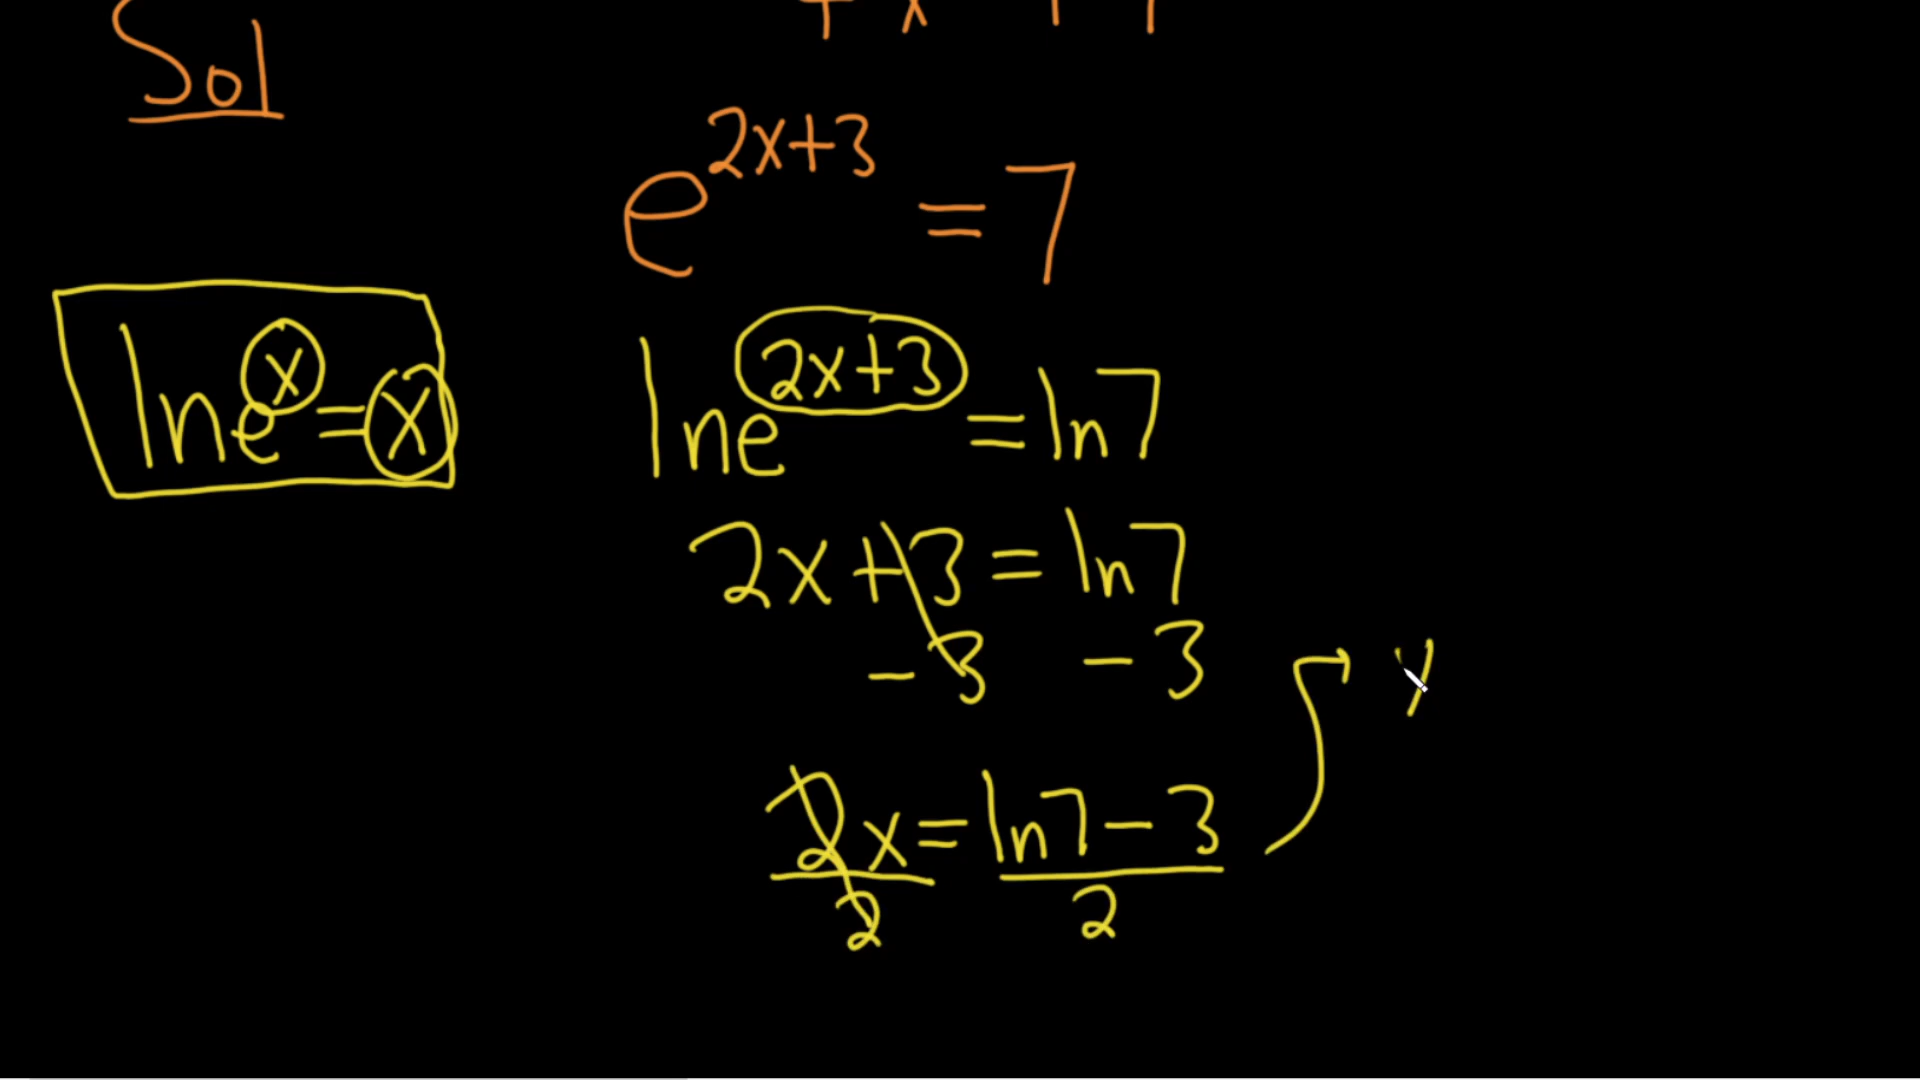 Sol
e^{2x+3} = 7
ln e^x = x
ln e^{2x+3} = ln 7
2x + 3 = ln 7
- 3 - 3
2x = ln 7 - 3
2 2